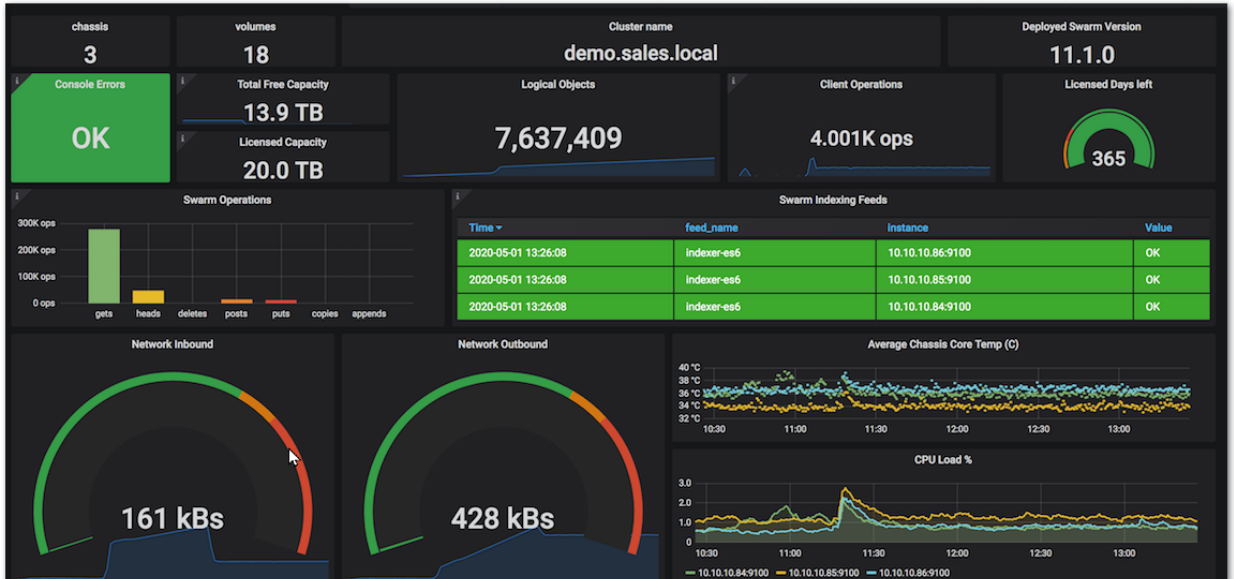 chassis
3
volumes
18
Cluster name
demo.sales.local
Deployed Swarm Version
11.1.0
Console Errors
OK
Total Free Capacity
13.9 TB
Licensed Capacity
20.0 TB
Logical Objects
7,637,409
Client Operations
4.001K ops
Licensed Days left
365
Swarm Operations
300K ops
200K ops
100K ops
0 ops
gets heads deletes posts puts copies appends
Swarm Indexing Feeds
Time feed_name instance Value
2020-05-01 13:26:08 indexer-es6 10.10.10.86:9100 OK
2020-05-01 13:26:08 indexer-es6 10.10.10.85:9100 OK
2020-05-01 13:26:08 indexer-es6 10.10.10.84:9100 OK
Network Inbound
161 kBs
Network Outbound
428 kBs
Average Chassis Core Temp (C)
40 °C
38 °C
36 °C
34 °C
32 °C
10:30 11:00 11:30 12:00 12:30 13:00
CPU Load %
3.0
2.0
1.0
0
10:30 11:00 11:30 12:00 12:30 13:00
10.10.10.84:9100 10.10.10.85:9100 10.10.10.86:9100